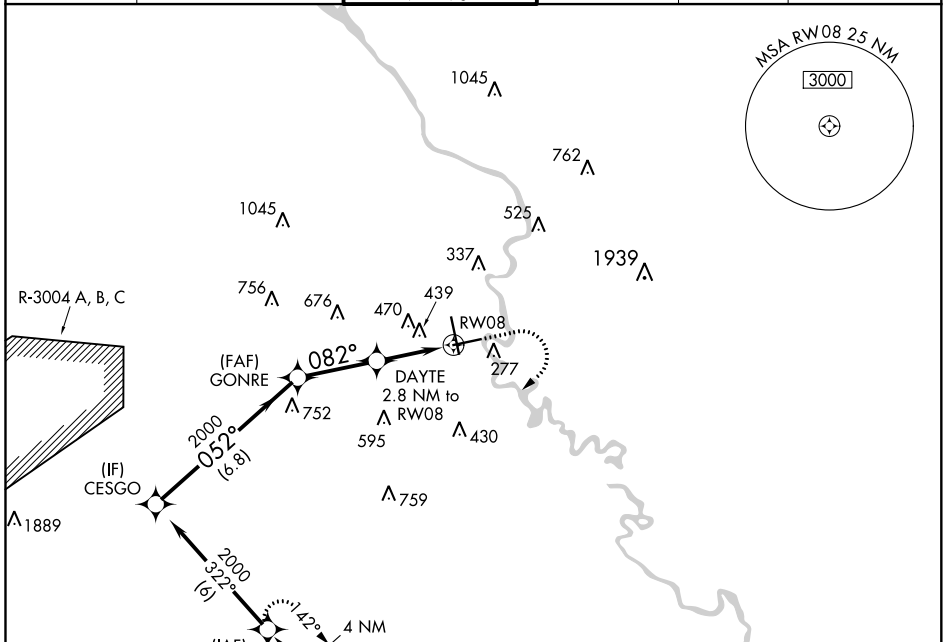 MSA RW08 25 NM
3000
1045
762
1045
525
337
1939
R-3004 A, B, C
756
676
470
439
RW08
(FAF)
GONRE
082°
277
DAYTE
2.8 NM to
RW08
752
595
430
2000
052°
(6.8)
(IF)
CESGO
759
1889
2000
322°
(6)
142°
4 NM
(IAF)